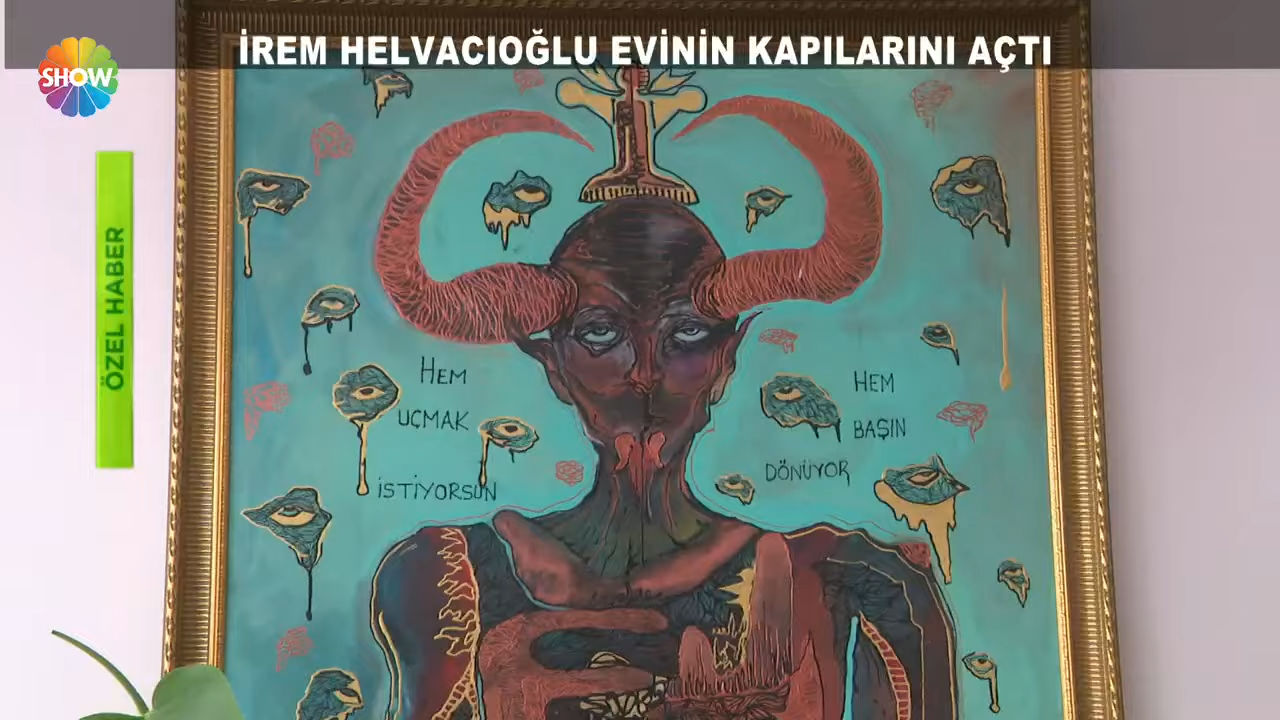 İREM HELVACIOĞLU EVİNİN KAPILARINI AÇTI
SHOW
ÖZEL HABER
HEM
UÇMAK
İSTİYORSUN
HEM
BAŞIN
DÖNÜYOR